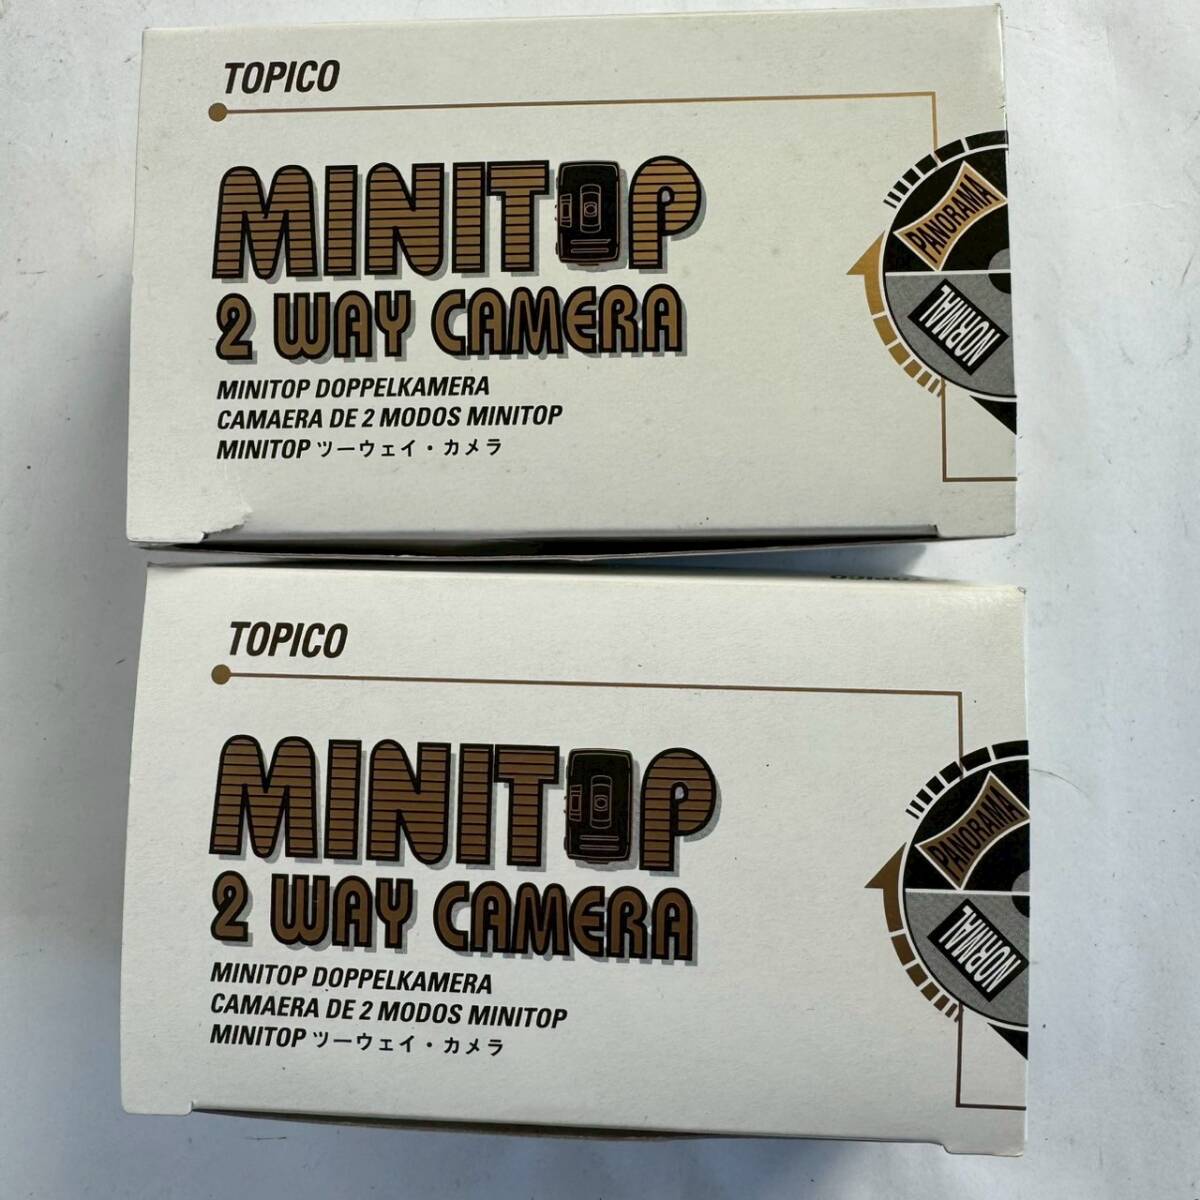 TOPICO
MINITOP
2 WAY CAMERA
MINITOP DOPPELKAMERA
CAMAERA DE 2 MODOS MINITOP
MINITOP ツーウェイ・カメラ
PANORAMA
NORMAL
TOPICO
MINITOP
2 WAY CAMERA
MINITOP DOPPELKAMERA
CAMAERA DE 2 MODOS MINITOP
MINITOP ツーウェイ・カメラ
PANORAMA
NORMAL